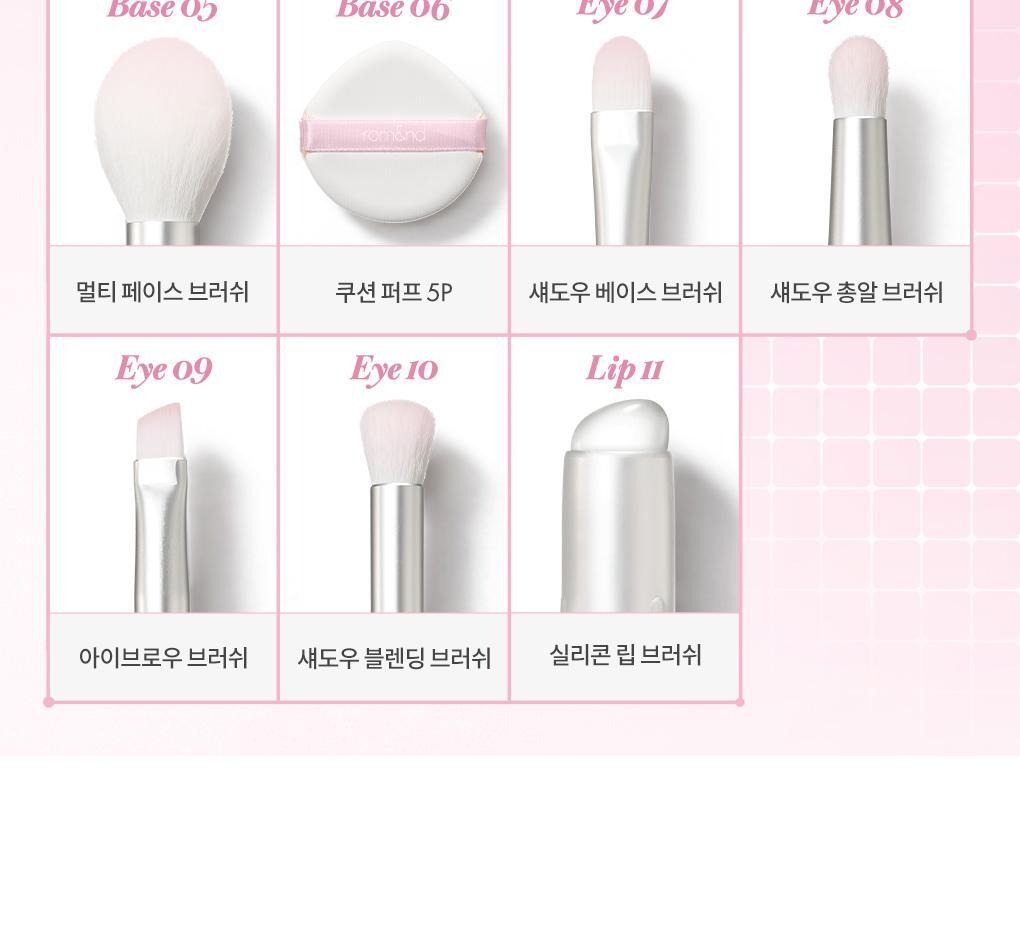 Base 05
Base 06
Eye 07
Eye 08
rom&nd
멀티 페이스 브러쉬
쿠션 퍼프 5P
섀도우 베이스 브러쉬
섀도우 총알 브러쉬
Eye 09
Eye 10
Lip 11
아이브로우 브러쉬
섀도우 블렌딩 브러쉬
실리콘 립 브러쉬